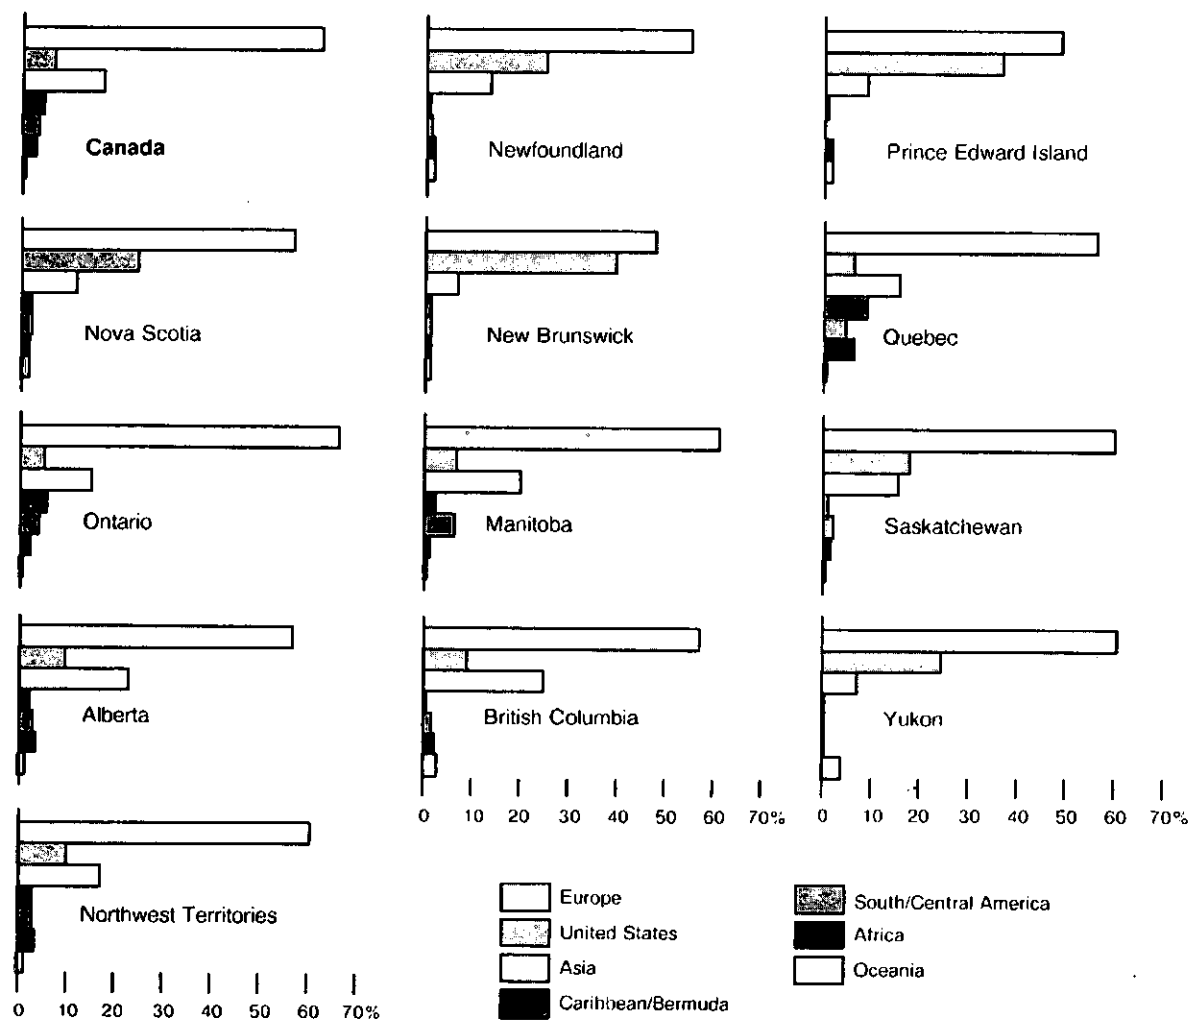 Canada
Newfoundland
Prince Edward Island
Nova Scotia
New Brunswick
Quebec
Ontario
Manitoba
Saskatchewan
Alberta
British Columbia
Yukon
0 10 20 30 40 50 60 70%
0 10 20 30 40 50 60 70%
Northwest Territories
0 10 20 30 40 50 60 70%
Europe
United States
Asia
Caribbean/Bermuda
South/Central America
Africa
Oceania